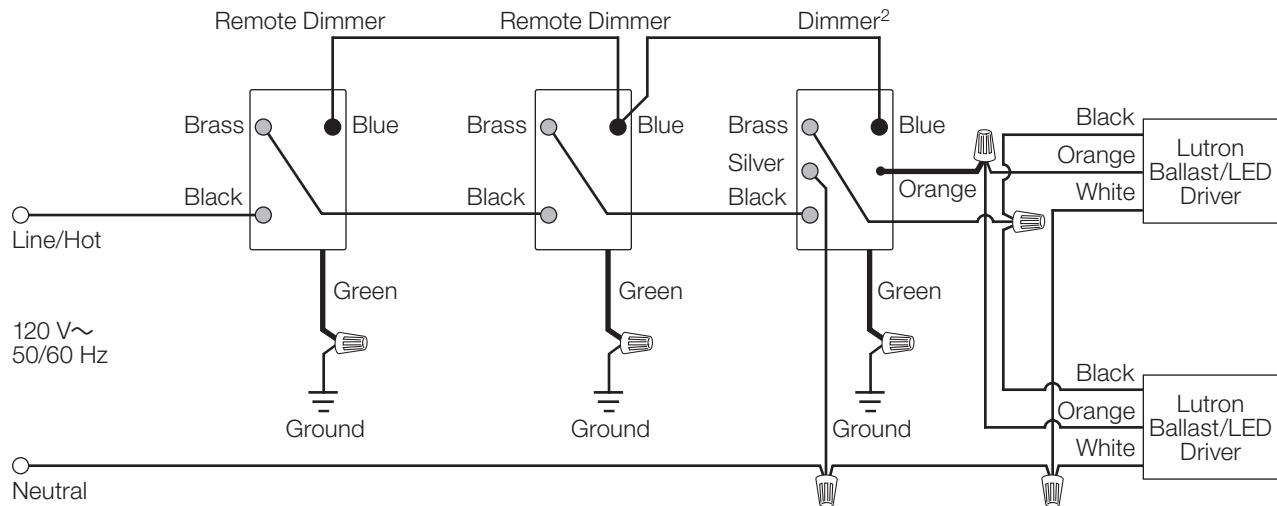 Remote Dimmer
Remote Dimmer
Dimmer2
Brass
Blue
Brass
Blue
Brass
Blue
Black
Orange
White
Lutron
Ballast/LED
Driver
Silver
Orange
Black
Black
Black
Line/Hot
Green
Green
Green
120 V~
50/60 Hz
Ground
Ground
Ground
Black
Orange
White
Lutron
Ballast/LED
Driver
Neutral